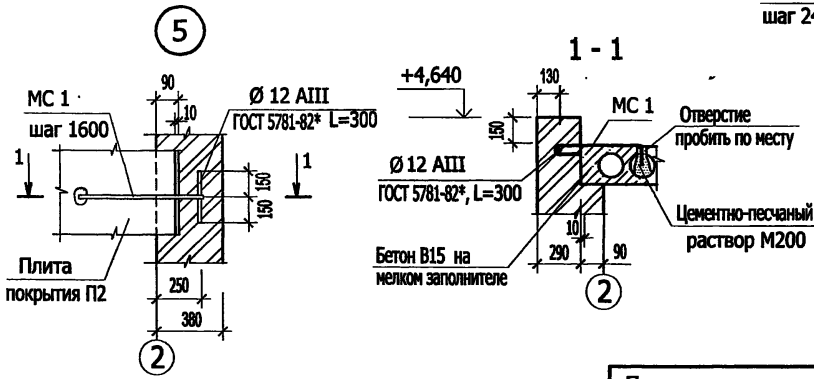 5
90
10
МС 1
шаг 1600
Ø 12 АIII
ГОСТ 5781-82* L=300
1
1
150
150
Плита
покрытия П2
250
380
2
1 - 1
шаг 24
+4,640
130
150
МС 1
Отверстие
пробить по месту
Ø 12 АIII
ГОСТ 5781-82*, L=300
Цементно-песчаный
раствор М200
Бетон В15 на
мелком заполнителе
10
290
90
2